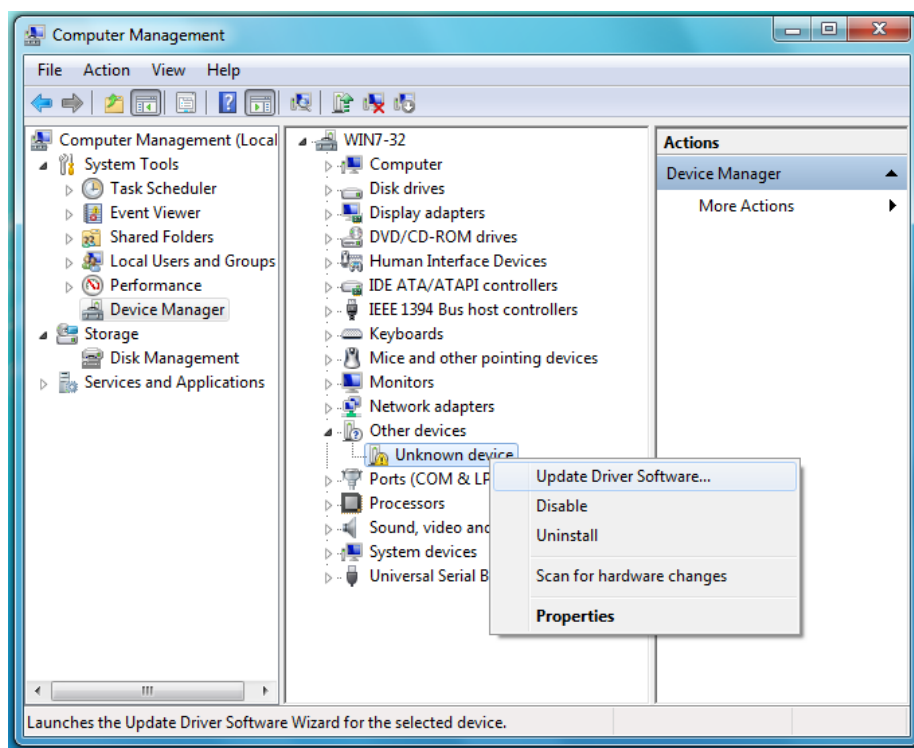 Computer Management
File Action View Help
Computer Management (Local
System Tools
Task Scheduler
Event Viewer
Shared Folders
Local Users and Groups
Performance
Device Manager
Storage
Disk Management
Services and Applications
WIN7-32
Computer
Disk drives
Display adapters
DVD/CD-ROM drives
Human Interface Devices
IDE ATA/ATAPI controllers
IEEE 1394 Bus host controllers
Keyboards
Mice and other pointing devices
Monitors
Network adapters
Other devices
Unknown device
Ports (COM & LP
Processors
Sound, video and
System devices
Universal Serial B
Update Driver Software...
Disable
Uninstall
Scan for hardware changes
Properties
Actions
Device Manager
More Actions
Launches the Update Driver Software Wizard for the selected device.